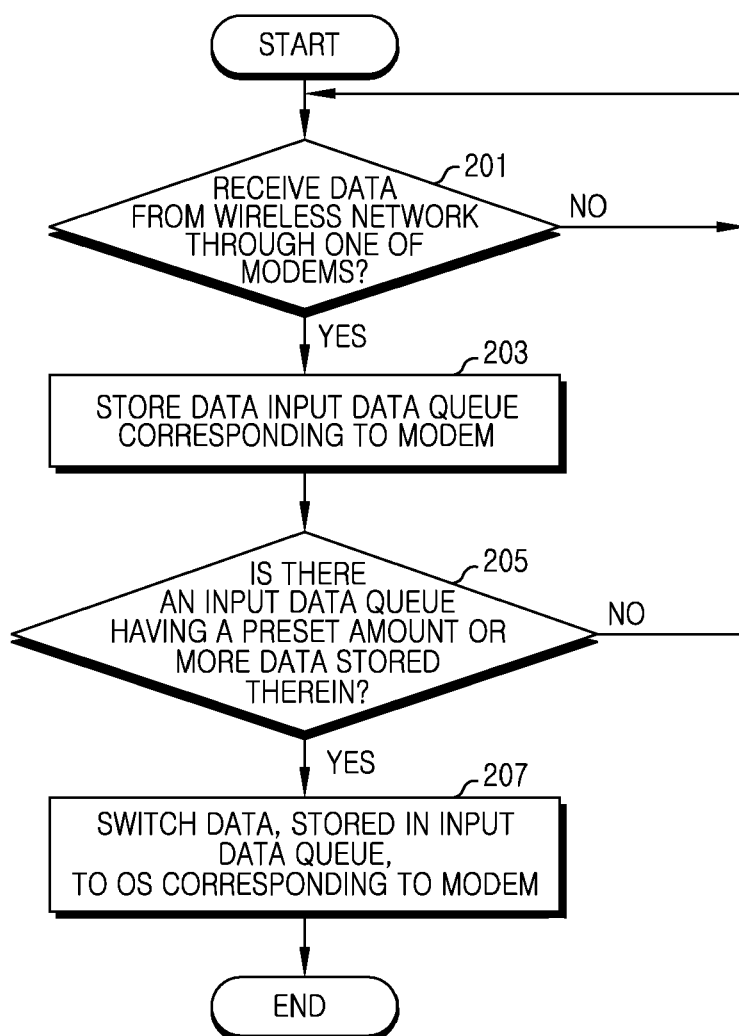 START
201
RECEIVE DATA
FROM WIRELESS NETWORK
THROUGH ONE OF
MODEMS?
NO
YES
203
STORE DATA INPUT DATA QUEUE
CORRESPONDING TO MODEM
205
IS THERE
AN INPUT DATA QUEUE
HAVING A PRESET AMOUNT OR
MORE DATA STORED
THEREIN?
NO
YES
207
SWITCH DATA, STORED IN INPUT
DATA QUEUE,
TO OS CORRESPONDING TO MODEM
END